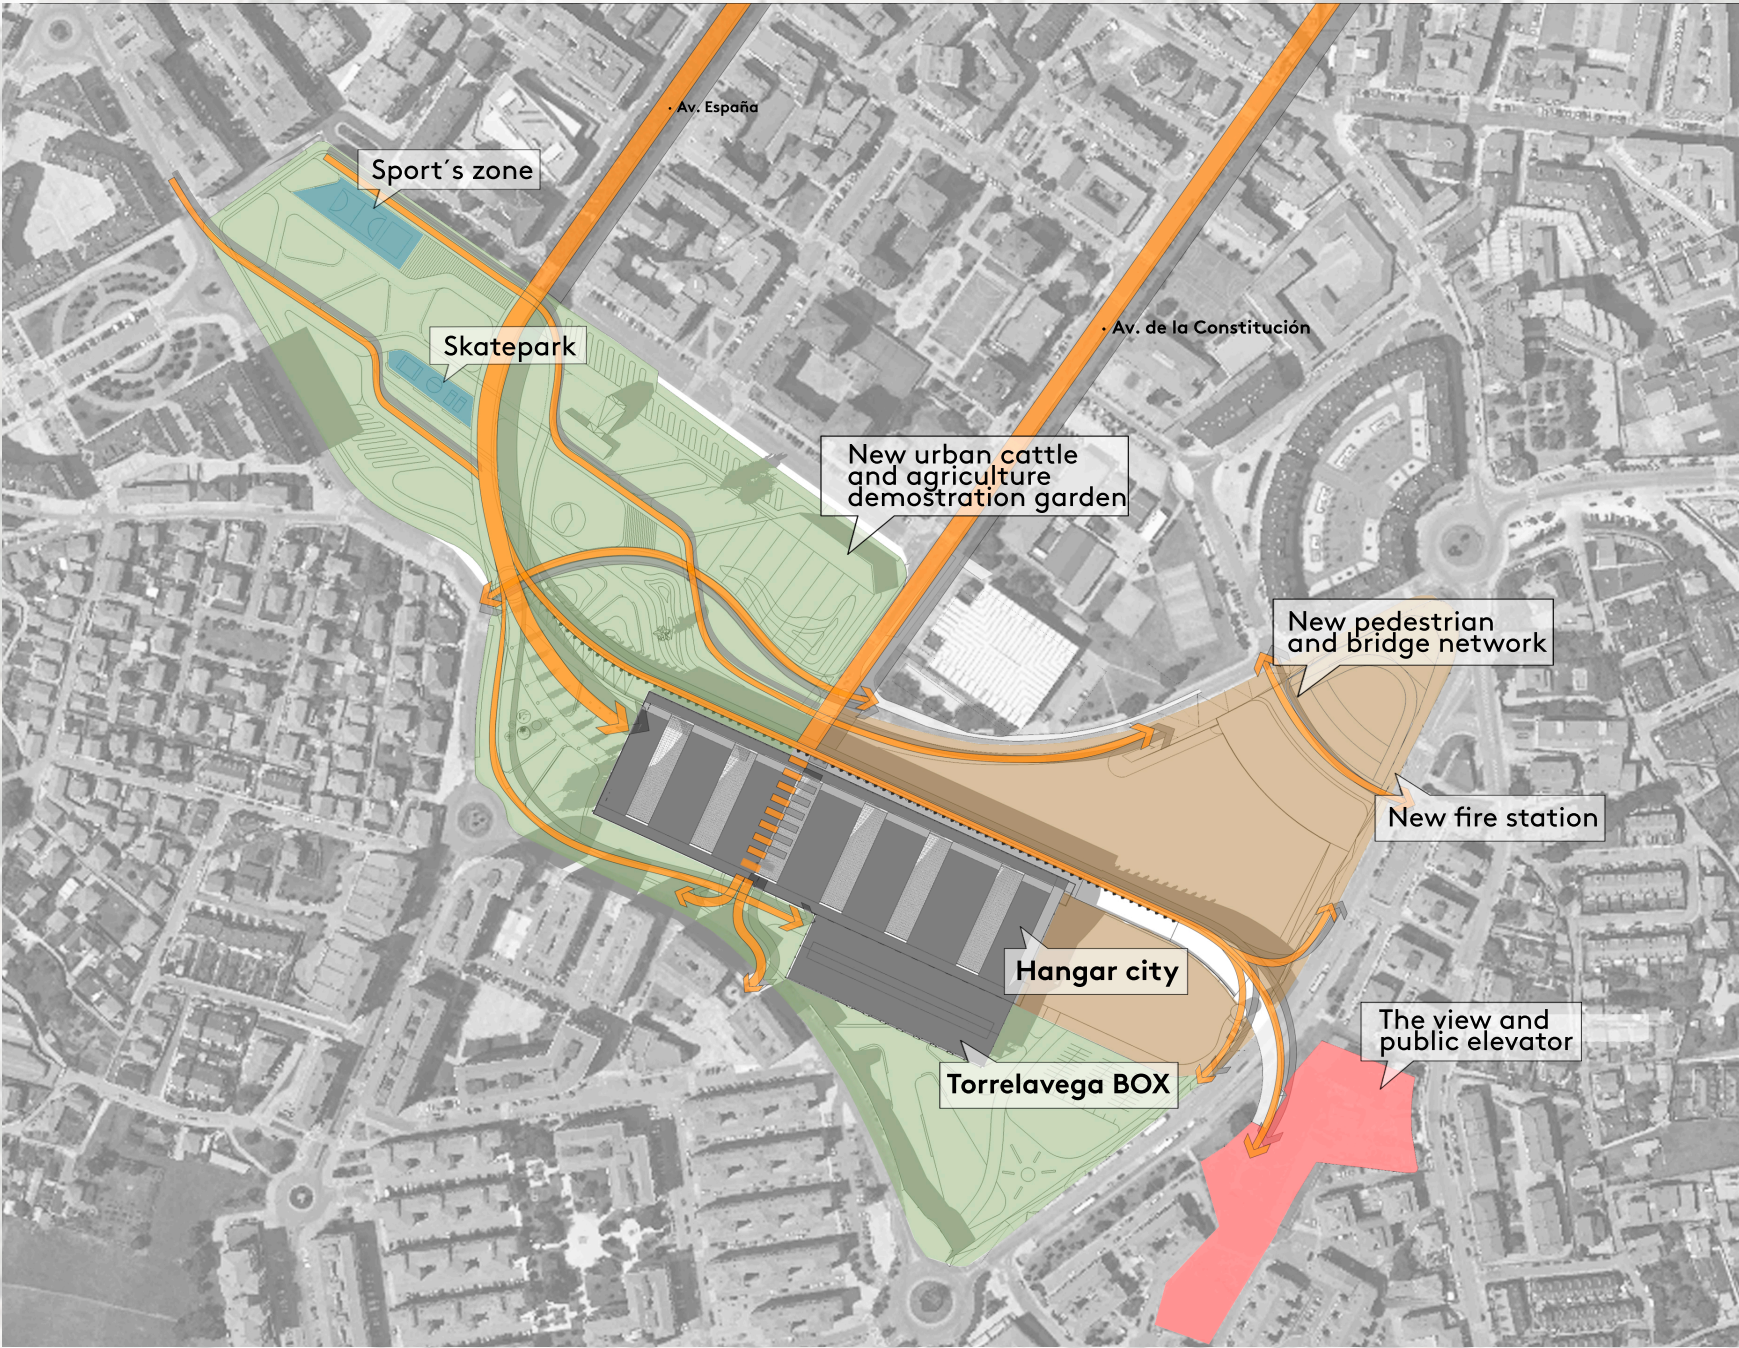 · Av. España
Sport´s zone
· Av. de la Constitución
Skatepark
New urban cattle
and agriculture
demostration garden
New pedestrian
and bridge network
New fire station
Hangar city
The view and
public elevator
Torrelavega BOX